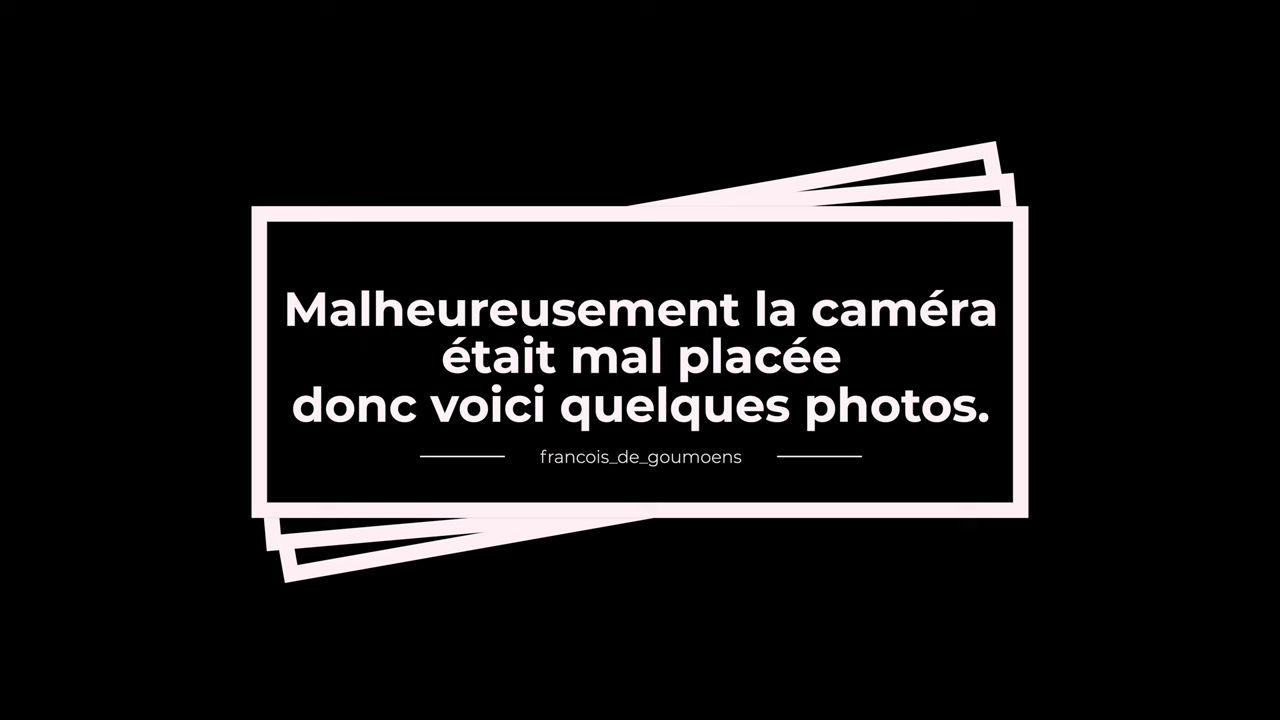 Malheureusement la caméra
était mal placée
donc voici quelques photos.
francois_de_goumoens